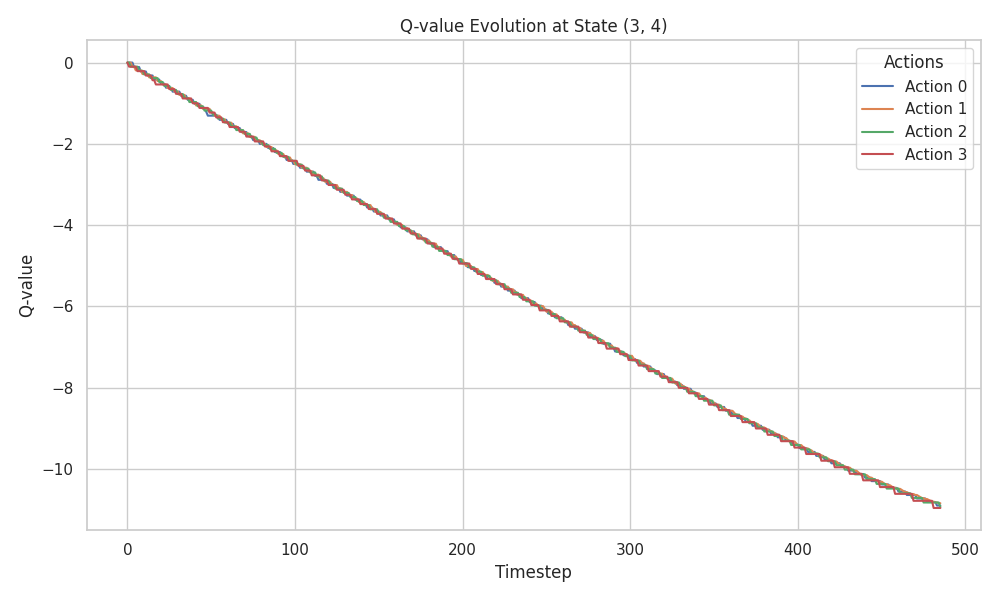 Q-value Evolution at State (3, 4)
Actions
Action 0
Action 1
Action 2
Action 3
Q-value
0
−2
−4
−6
−8
−10
0 100 200 300 400 500
Timestep